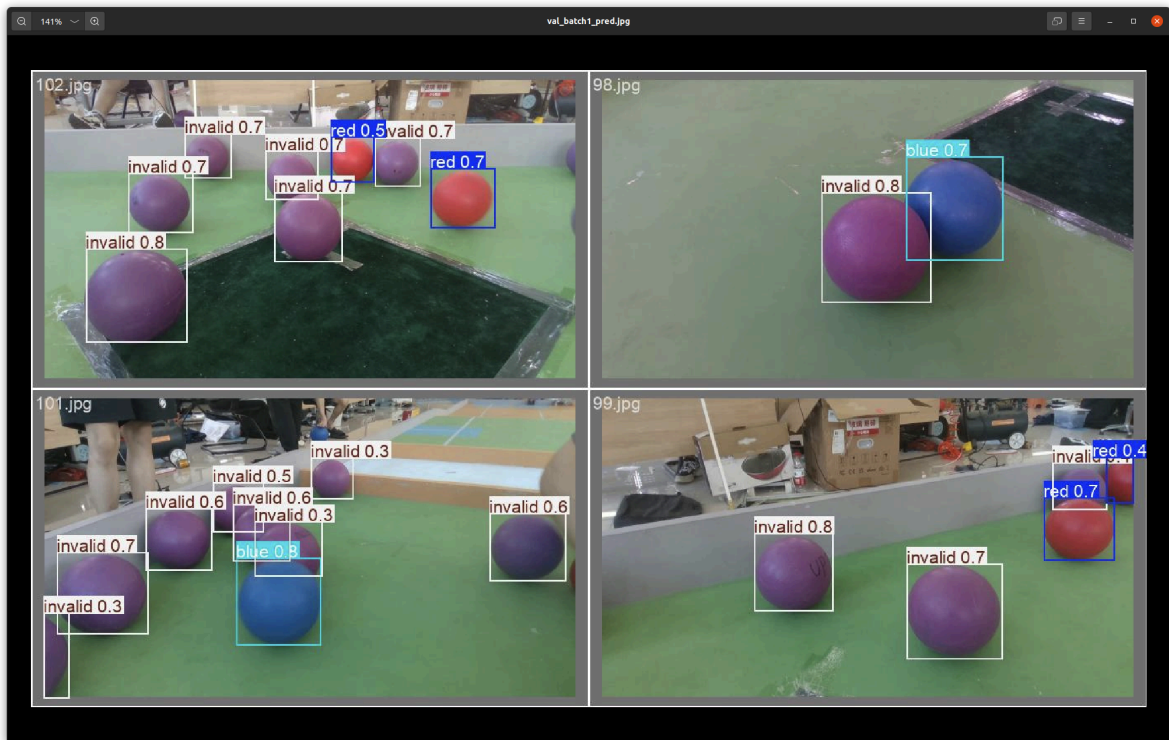 141%
val_batch1_pred.jpg
102.jpg
invalid 0.7
red 0.5
invalid 0.7
invalid 0.7
red 0.7
invalid 0.7
invalid 0.7
invalid 0.8
98.jpg
blue 0.7
invalid 0.8
101.jpg
invalid 0.3
invalid 0.5
invalid 0.6
invalid 0.6
invalid 0.3
invalid 0.6
invalid 0.7
blue 0.8
invalid 0.3
99.jpg
red 0.4
red 0.7
invalid 0.8
invalid 0.7